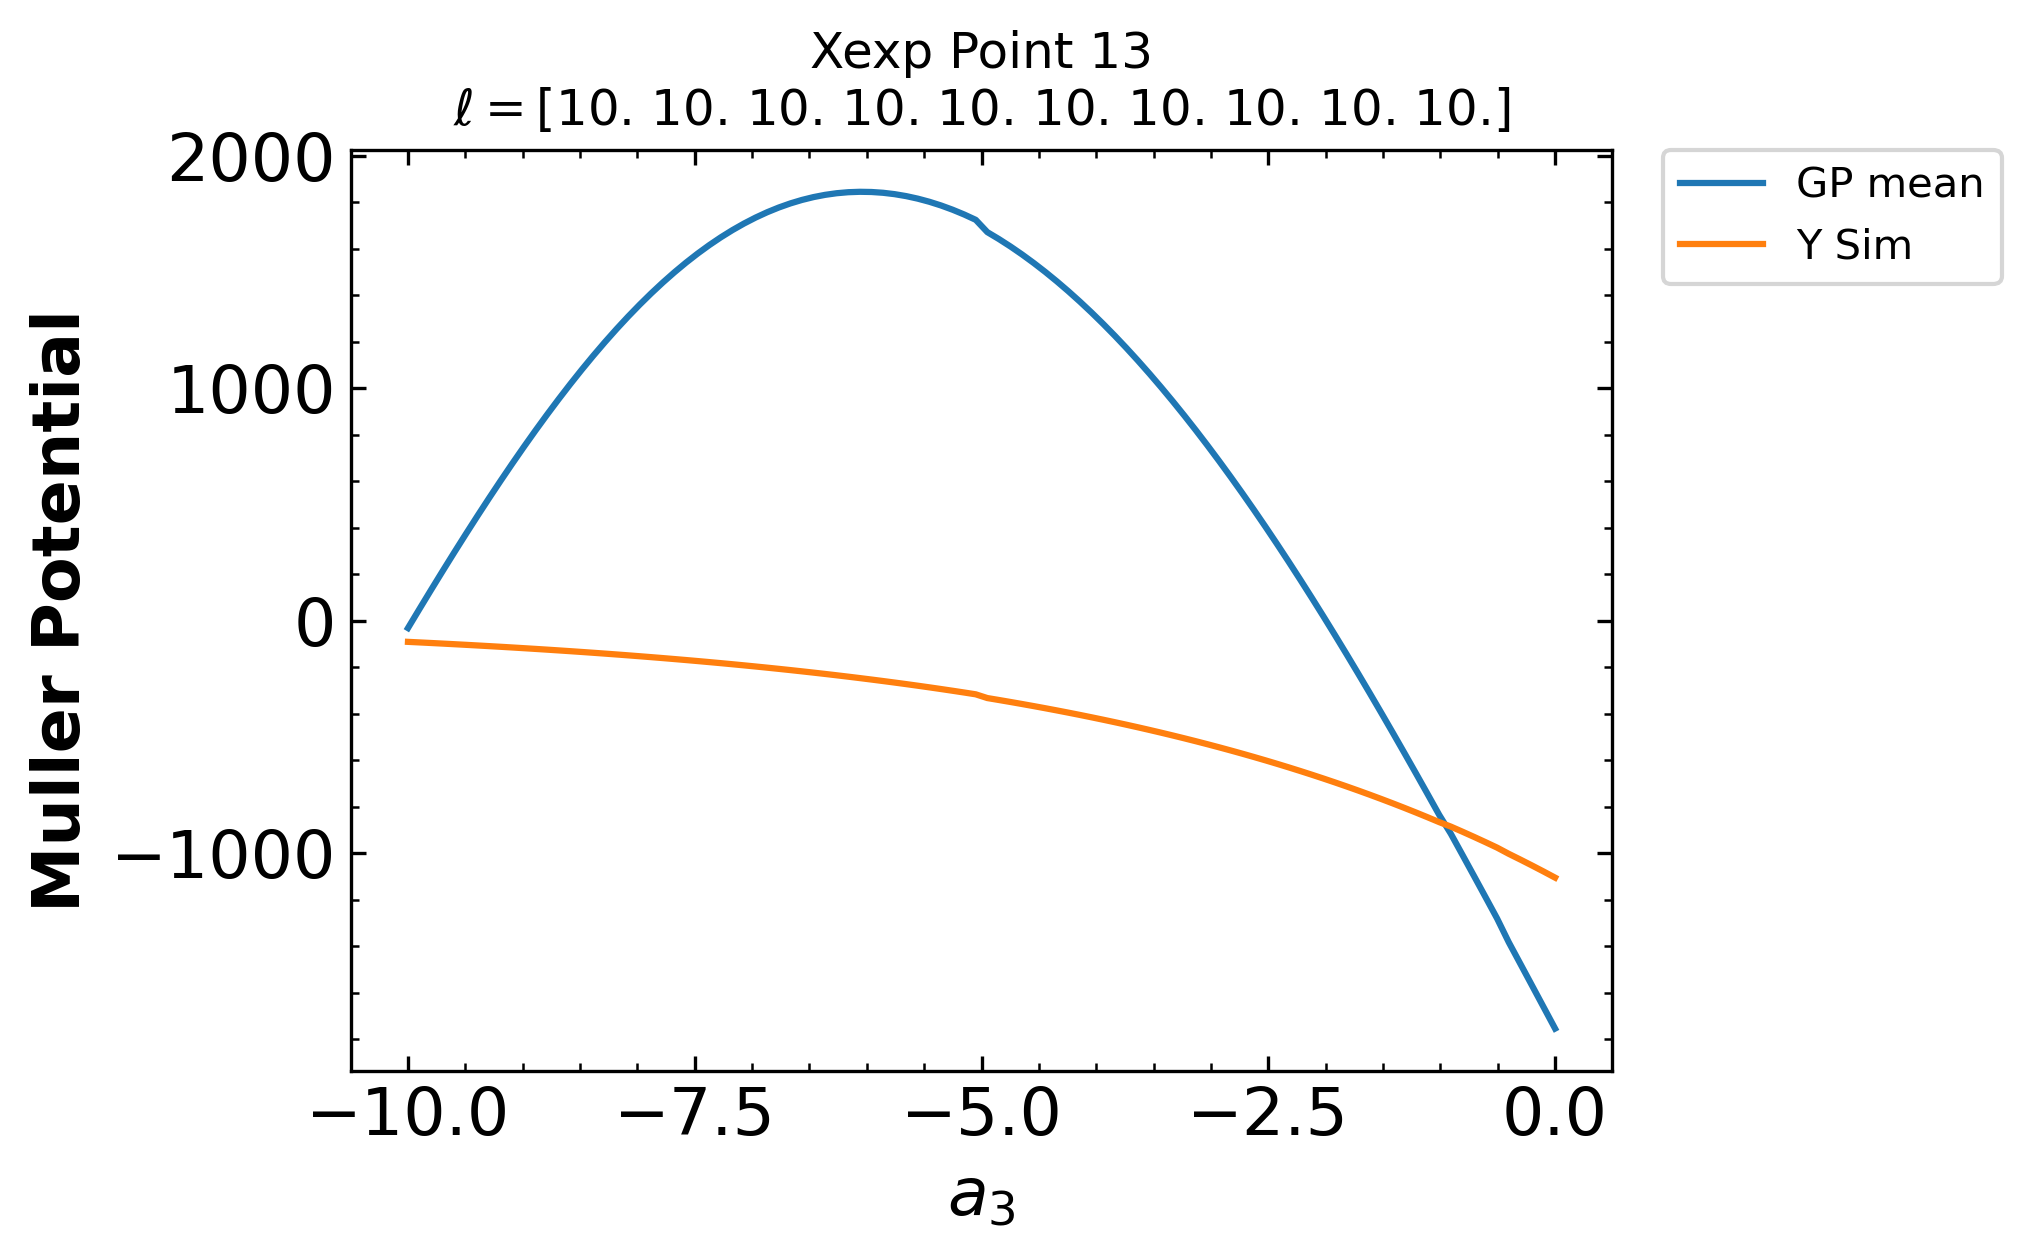 Xexp Point 13
ℓ = [10. 10. 10. 10. 10. 10. 10. 10. 10. 10.]
GP mean
Y Sim
Muller Potential
2000
1000
0
−1000
−10.0
−7.5
−5.0
−2.5
0.0
a₃